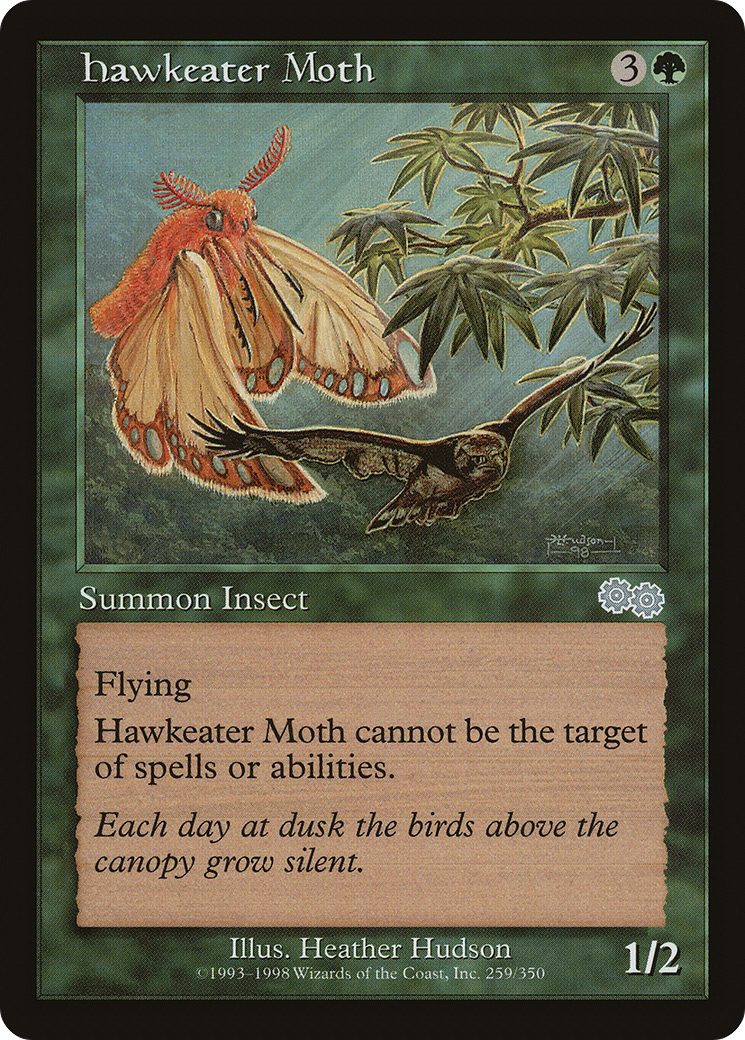 Hawkeater Moth 3
Hudson
98
Summon Insect
Flying
Hawkeater Moth cannot be the target
of spells or abilities.
Each day at dusk the birds above the
canopy grow silent.
Illus. Heather Hudson
©1993–1998 Wizards of the Coast, Inc. 259/350
1/2